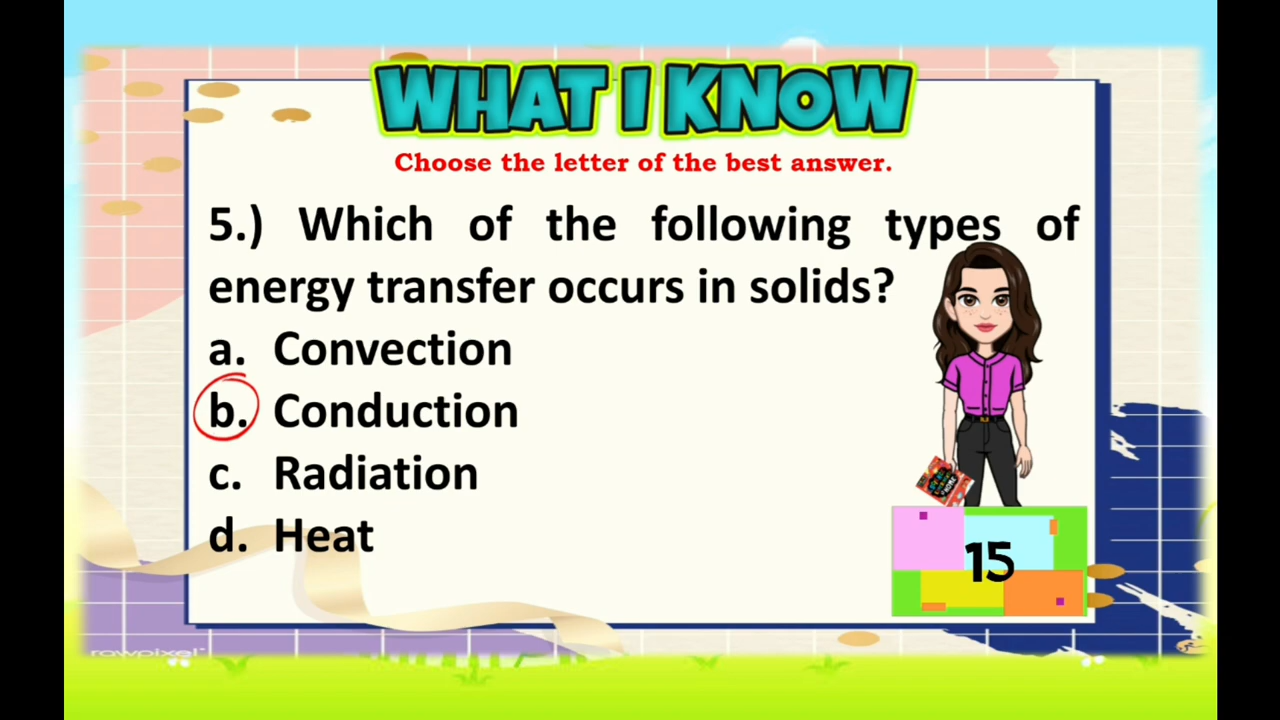 WHAT I KNOW
Choose the letter of the best answer.
5.) Which of the following types of
energy transfer occurs in solids?
a. Convection
b. Conduction
c. Radiation
d. Heat
15
rawpixel